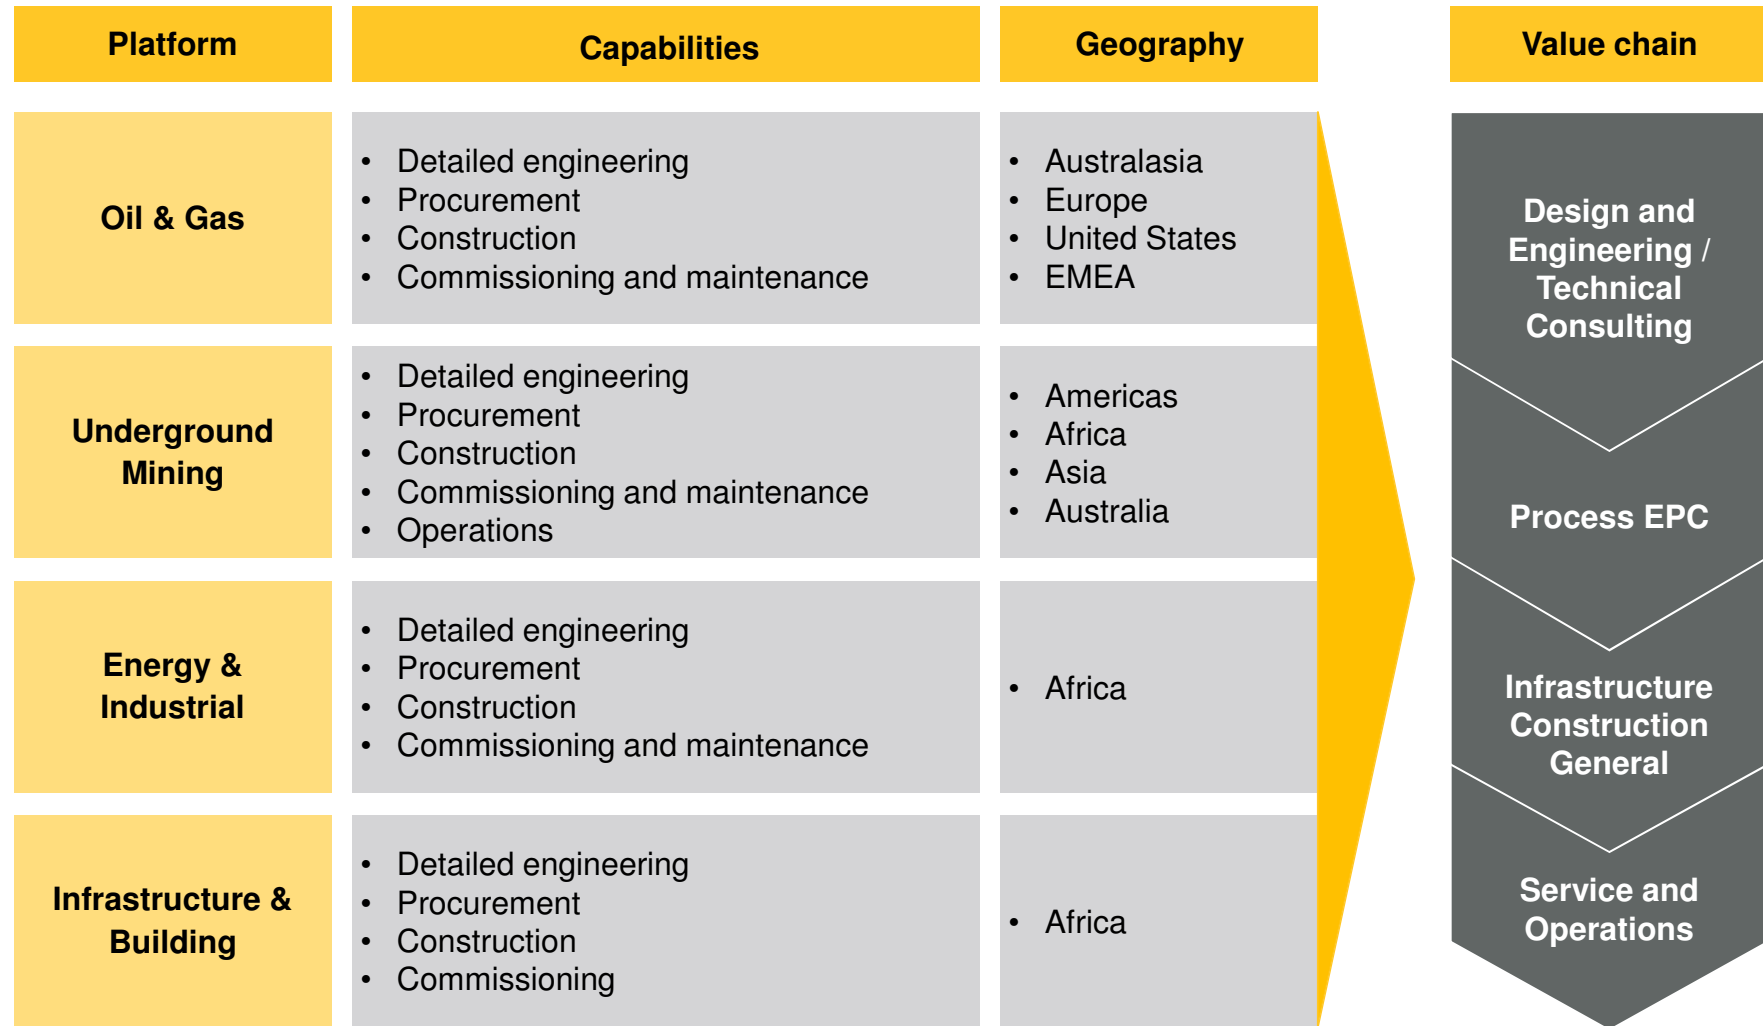 Platform
Capabilities
Geography
Value chain
Oil & Gas
• Detailed engineering
• Procurement
• Construction
• Commissioning and maintenance
• Australasia
• Europe
• United States
• EMEA
Underground
Mining
• Detailed engineering
• Procurement
• Construction
• Commissioning and maintenance
• Operations
• Americas
• Africa
• Asia
• Australia
Energy &
Industrial
• Detailed engineering
• Procurement
• Construction
• Commissioning and maintenance
• Africa
Infrastructure &
Building
• Detailed engineering
• Procurement
• Construction
• Commissioning
• Africa
Design and
Engineering /
Technical
Consulting
Process EPC
Infrastructure
Construction
General
Service and
Operations